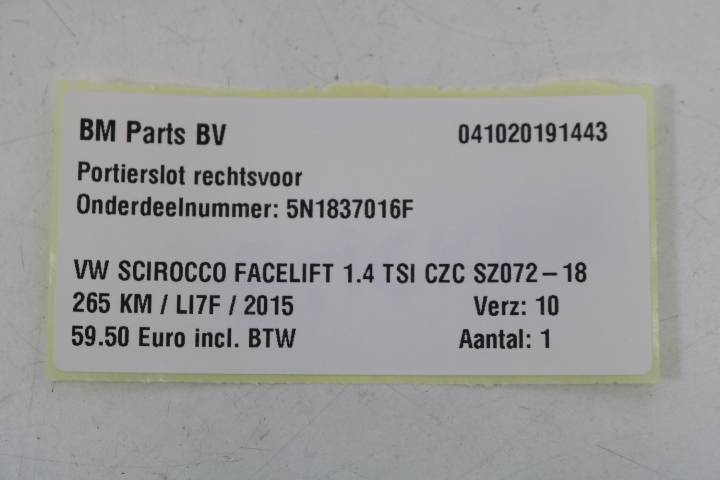 BM Parts BV 041020191443
Portierslot rechtsvoor
Onderdeelnummer: 5N1837016F
VW SCIROCCO FACELIFT 1.4 TSI CZC SZ072-18
265 KM / LI7F / 2015 Verz: 10
59.50 Euro incl. BTW Aantal: 1